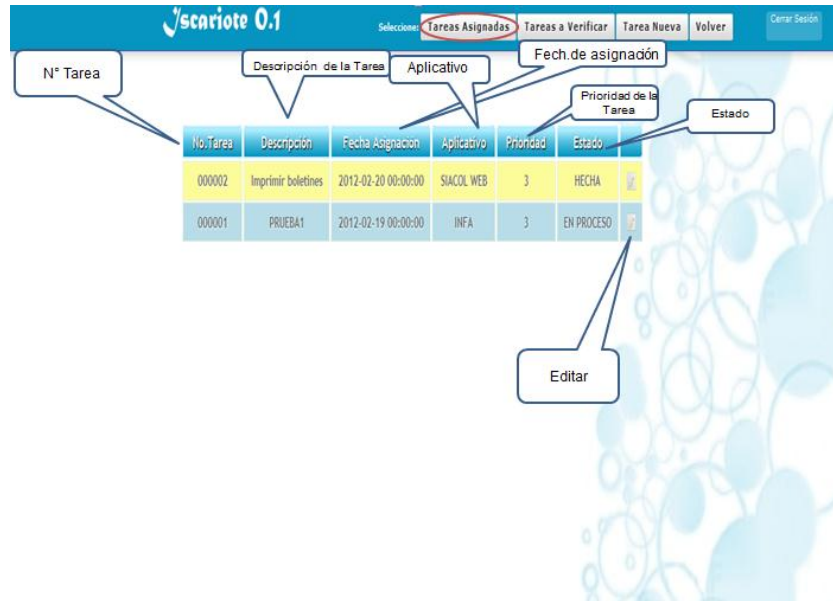 Jscariote 0.1
Seleccione: Tareas Asignadas Tareas a Verificar Tarea Nueva Volver
Cerrar Sesión
N° Tarea
Descripción de la Tarea
Aplicativo
Fech.de asignación
Prioridad de la
Tarea
Estado
No.Tarea Descripción Fecha Asignacion Aplicativo Prioridad Estado
000002 Imprimir boletines 2012-02-20 00:00:00 SIACOL WEB 3 HECHA
000001 PRUEBA1 2012-02-19 00:00:00 INFA 3 EN PROCESO
Editar